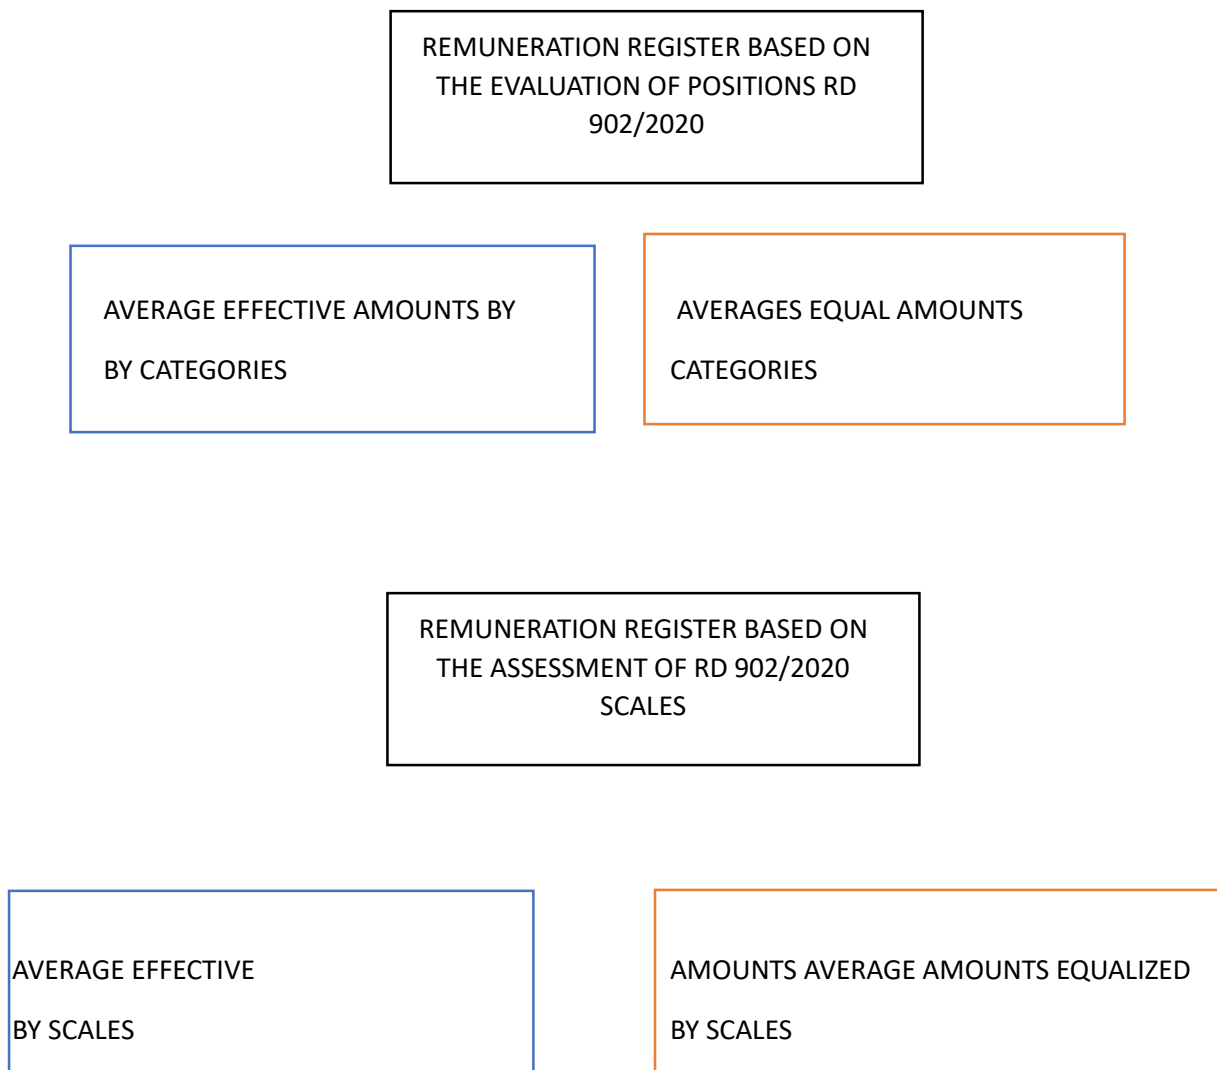 REMUNERATION REGISTER BASED ON
THE EVALUATION OF POSITIONS RD
902/2020
AVERAGE EFFECTIVE AMOUNTS BY
BY CATEGORIES
AVERAGES EQUAL AMOUNTS
CATEGORIES
REMUNERATION REGISTER BASED ON
THE ASSESSMENT OF RD 902/2020
SCALES
AVERAGE EFFECTIVE
BY SCALES
AMOUNTS AVERAGE AMOUNTS EQUALIZED
BY SCALES